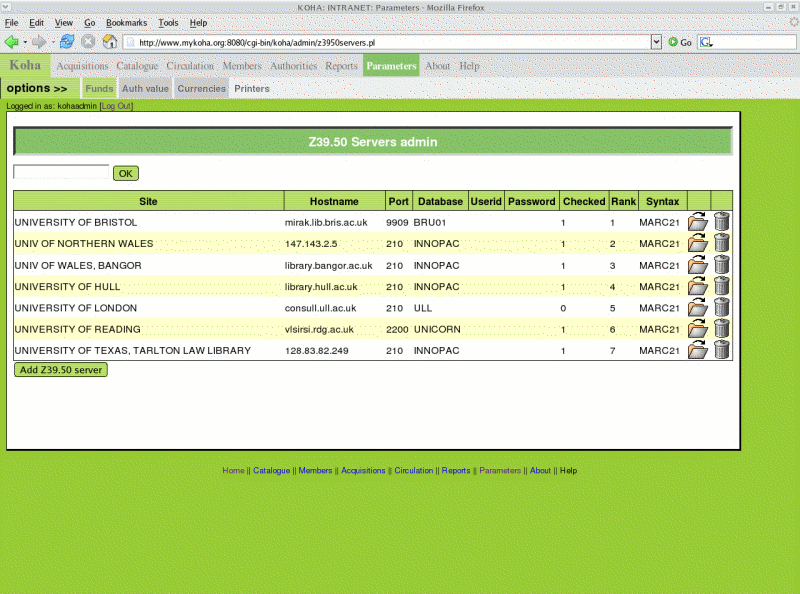 KOHA: INTRANET: Parameters - Mozilla Firefox
File Edit View Go Bookmarks Tools Help
http://www.mykoha.org:8080/cgi-bin/koha/admin/z3950servers.pl Go G
Koha Acquisitions Catalogue Circulation Members Authorities Reports Parameters About Help
options >> Funds Auth value Currencies Printers
Logged in as: kohaadmin [Log Out]
Z39.50 Servers admin
OK
Site Hostname Port Database Userid Password Checked Rank Syntax
UNIVERSITY OF BRISTOL mirak.lib.bris.ac.uk 9909 BRU01 1 1 MARC21
UNIV OF NORTHERN WALES 147.143.2.5 210 INNOPAC 1 2 MARC21
UNIV OF WALES, BANGOR library.bangor.ac.uk 210 INNOPAC 1 3 MARC21
UNIVERSITY OF HULL library.hull.ac.uk 210 INNOPAC 1 4 MARC21
UNIVERSITY OF LONDON consull.ull.ac.uk 210 ULL 0 5 MARC21
UNIVERSITY OF READING vlsirsi.rdg.ac.uk 2200 UNICORN 1 6 MARC21
UNIVERSITY OF TEXAS, TARLTON LAW LIBRARY 128.83.82.249 210 INNOPAC 1 7 MARC21
Add Z39.50 server
Home || Catalogue || Members || Acquisitions || Circulation || Reports || Parameters || About || Help